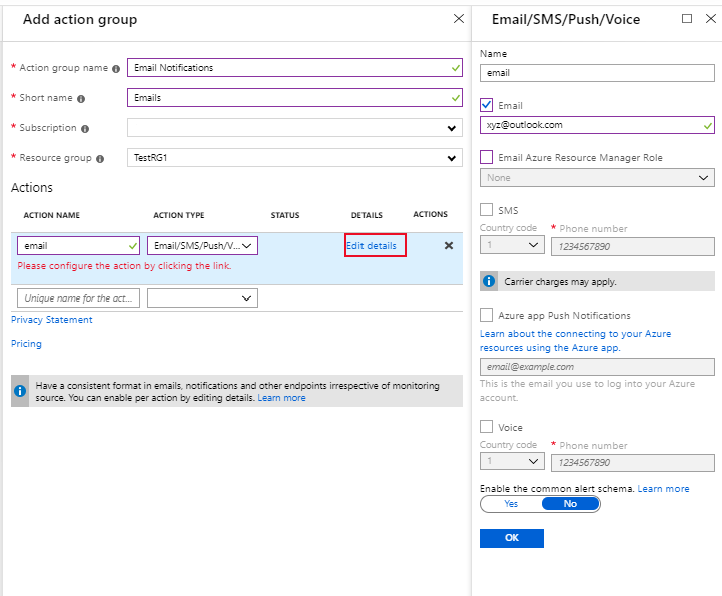 Add action group
* Action group name
Email Notifications
* Short name
Emails
* Subscription
* Resource group
TestRG1
Actions
ACTION NAME ACTION TYPE STATUS DETAILS ACTIONS
email Email/SMS/Push/V... Edit details
Please configure the action by clicking the link.
Unique name for the act...
Privacy Statement
Pricing
Have a consistent format in emails, notifications and other endpoints irrespective of monitoring
source. You can enable per action by editing details. Learn more
Email/SMS/Push/Voice
Name
email
Email
xyz@outlook.com
Email Azure Resource Manager Role
None
SMS
Country code * Phone number
1 1234567890
Carrier charges may apply.
Azure app Push Notifications
Learn about the connecting to your Azure
resources using the Azure app.
email@example.com
This is the email you use to log into your Azure
account.
Voice
Country code * Phone number
1 1234567890
Enable the common alert schema. Learn more
Yes No
OK